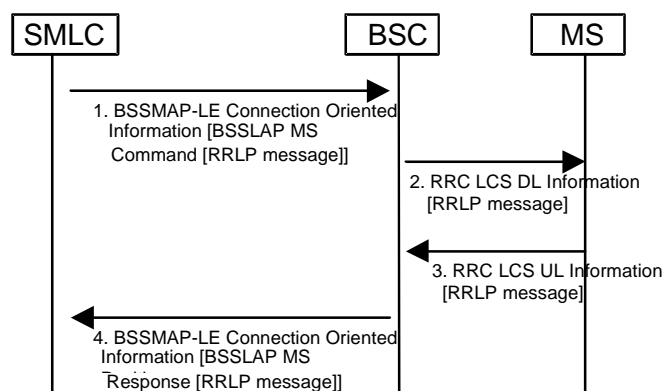 SMLC
BSC
MS
1. BSSMAP-LE Connection Oriented
Information [BSSLAP MS
Command [RRLP message]]
2. RRC LCS DL Information
[RRLP message]
3. RRC LCS UL Information
[RRLP message]
4. BSSMAP-LE Connection Oriented
Information [BSSLAP MS
Response [RRLP message]]